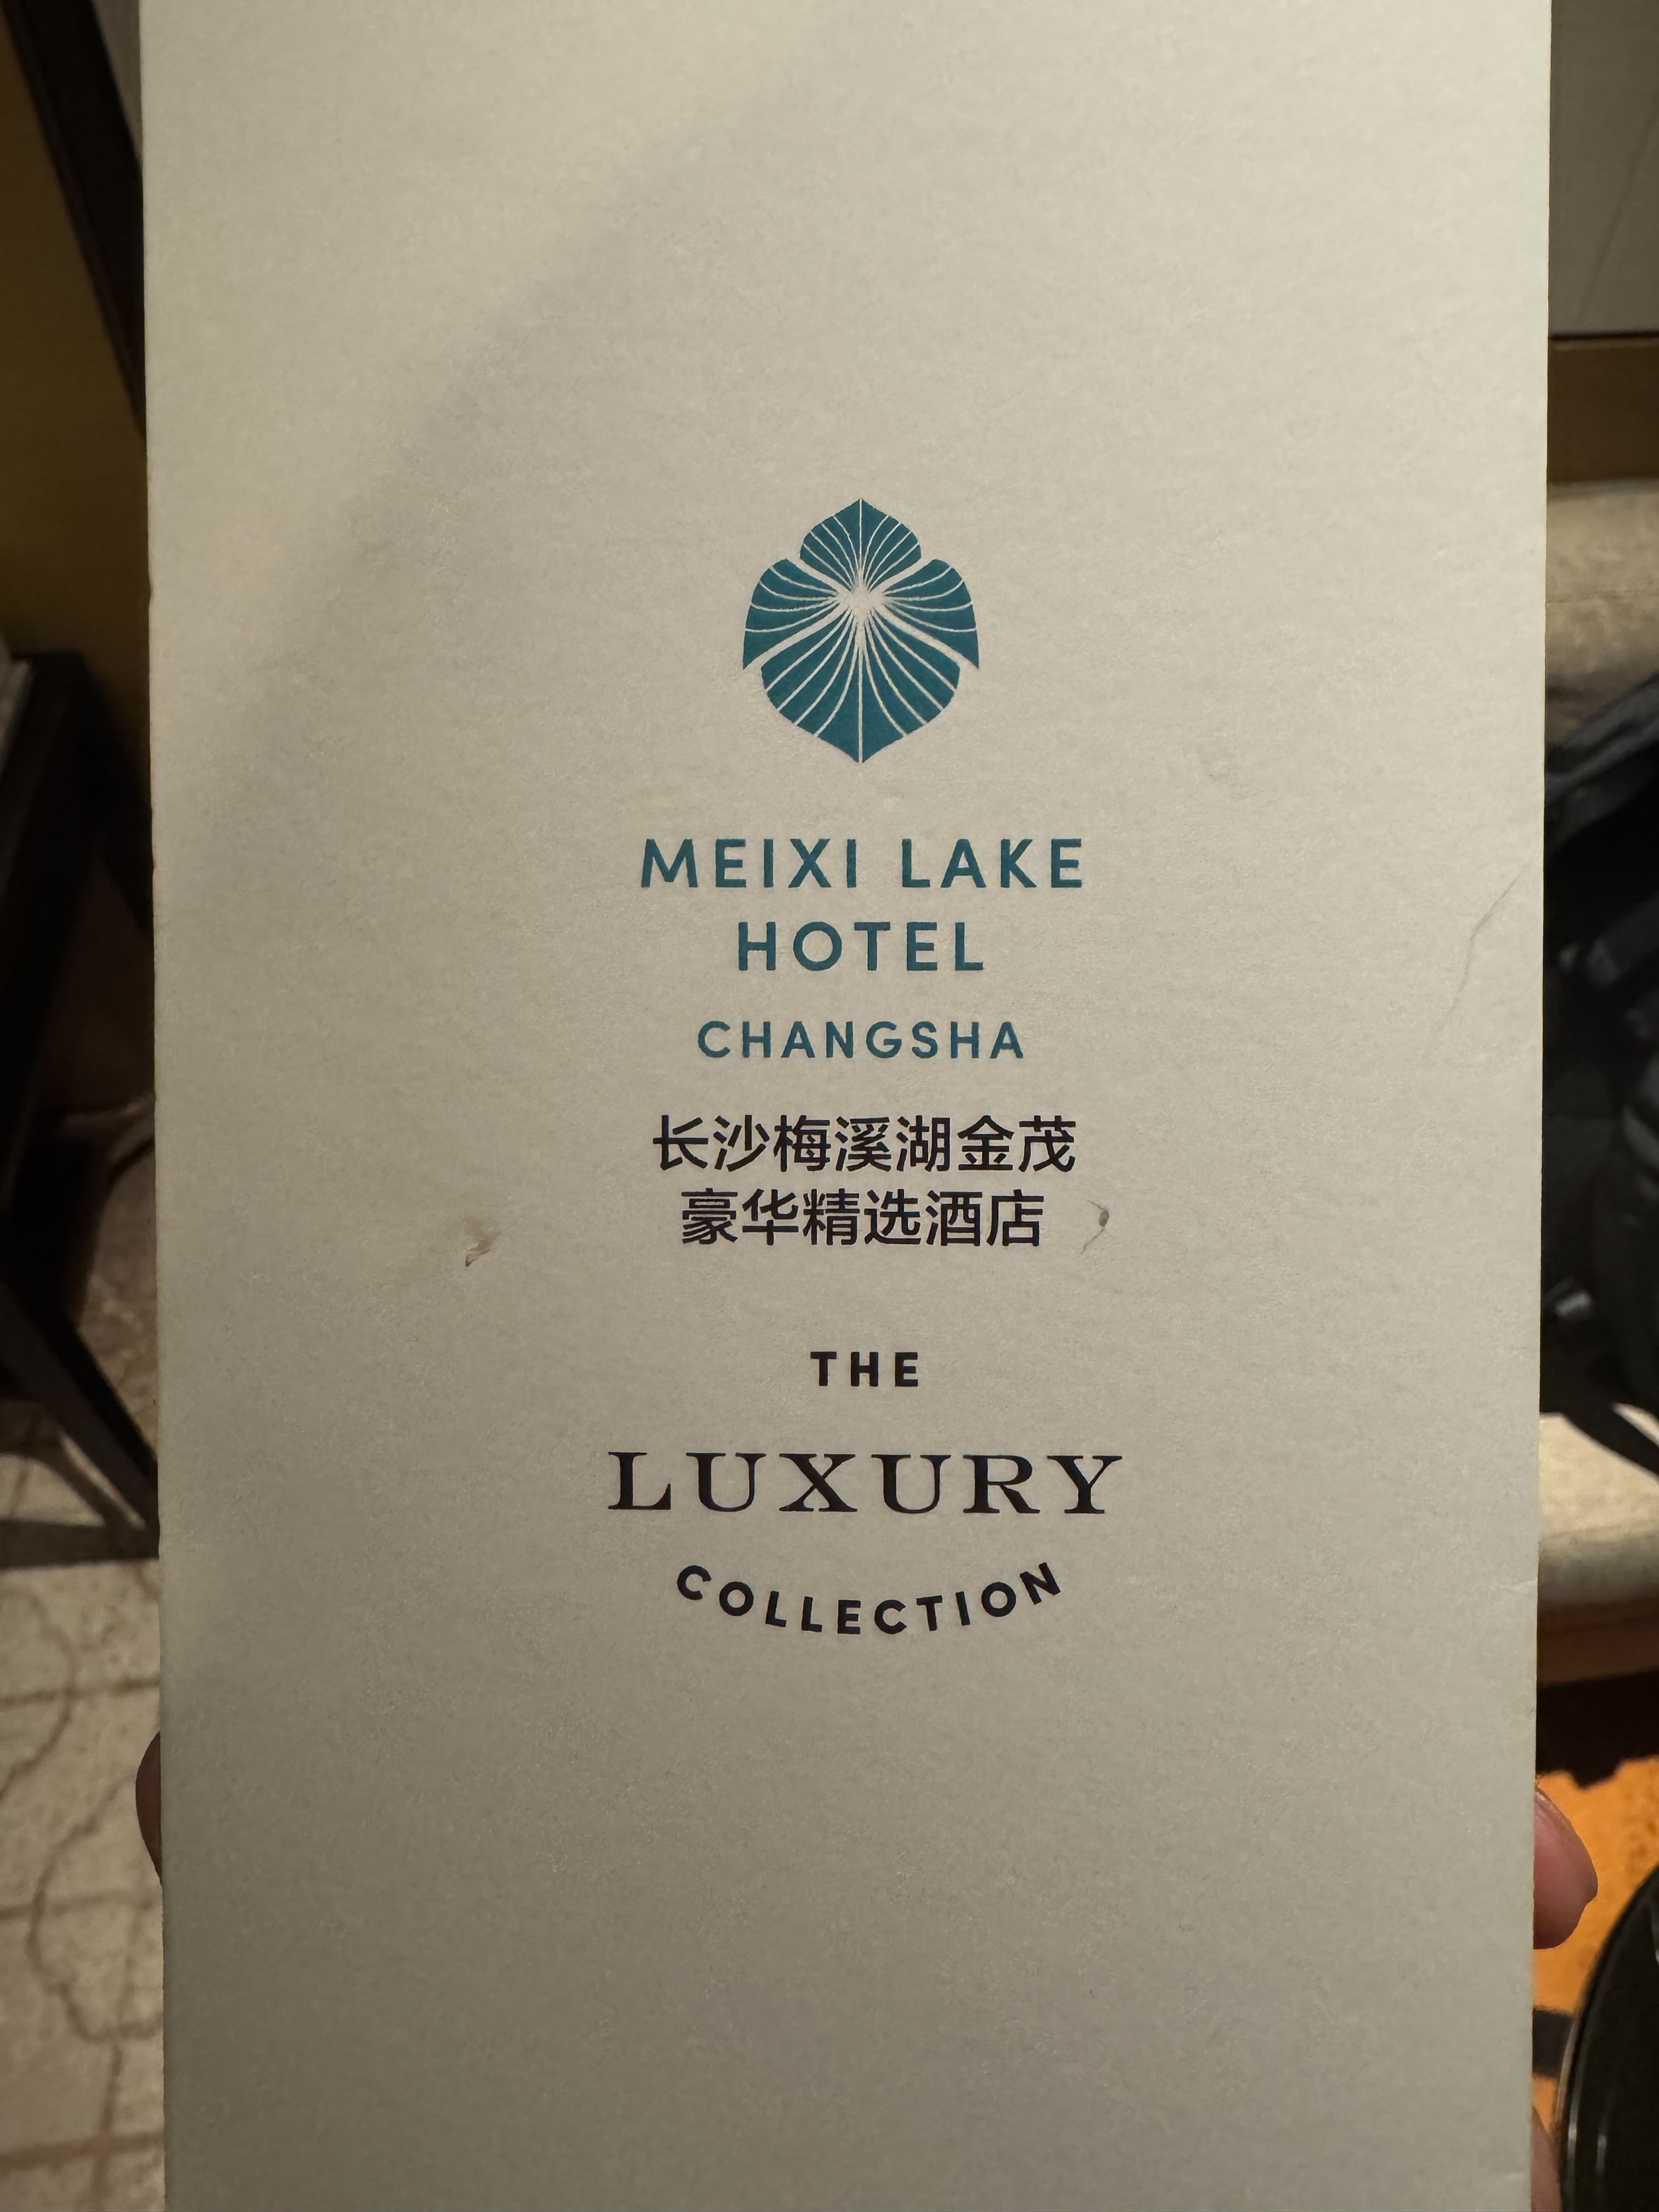 MEIXI LAKE
HOTEL
CHANGSHA
长沙梅溪湖金茂
豪华精选酒店
THE
LUXURY
COLLECTION